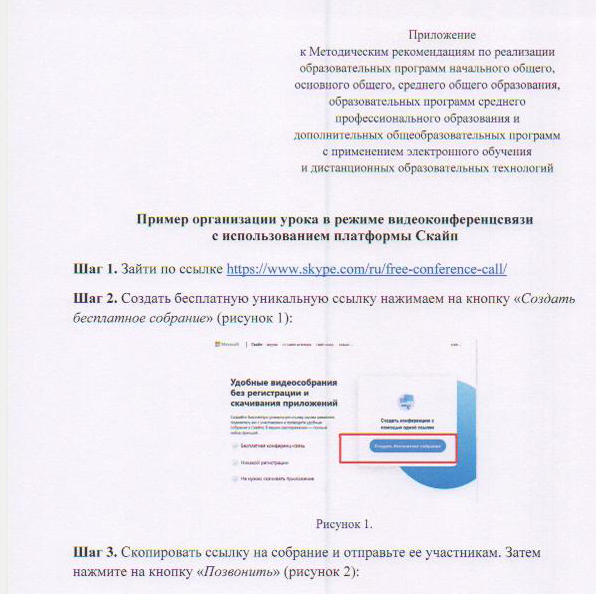 Приложение
к Методическим рекомендациям по реализации
образовательных программ начального общего,
основного общего, среднего общего образования,
образовательных программ среднего
профессионального образования и
дополнительных общеобразовательных программ
с применением электронного обучения
и дистанционных образовательных технологий
Пример организации урока в режиме видеоконференцсвязи
с использованием платформы Скайп
Шаг 1. Зайти по ссылке https://www.skype.com/ru/free-conference-call/
Шаг 2. Создать бесплатную уникальную ссылку нажимаем на кнопку «Создать
бесплатное собрание» (рисунок 1):
Microsoft Скайп
Удобные видеособрания
без регистрации и
скачивания приложений
Бесплатная конференц-связь
Никакой регистрации
Не нужно скачивать приложение
Создать конференцию с
помощью одной ссылки
Создать бесплатное собрание
Рисунок 1.
Шаг 3. Скопировать ссылку на собрание и отправьте ее участникам. Затем
нажмите на кнопку «Позвонить» (рисунок 2):